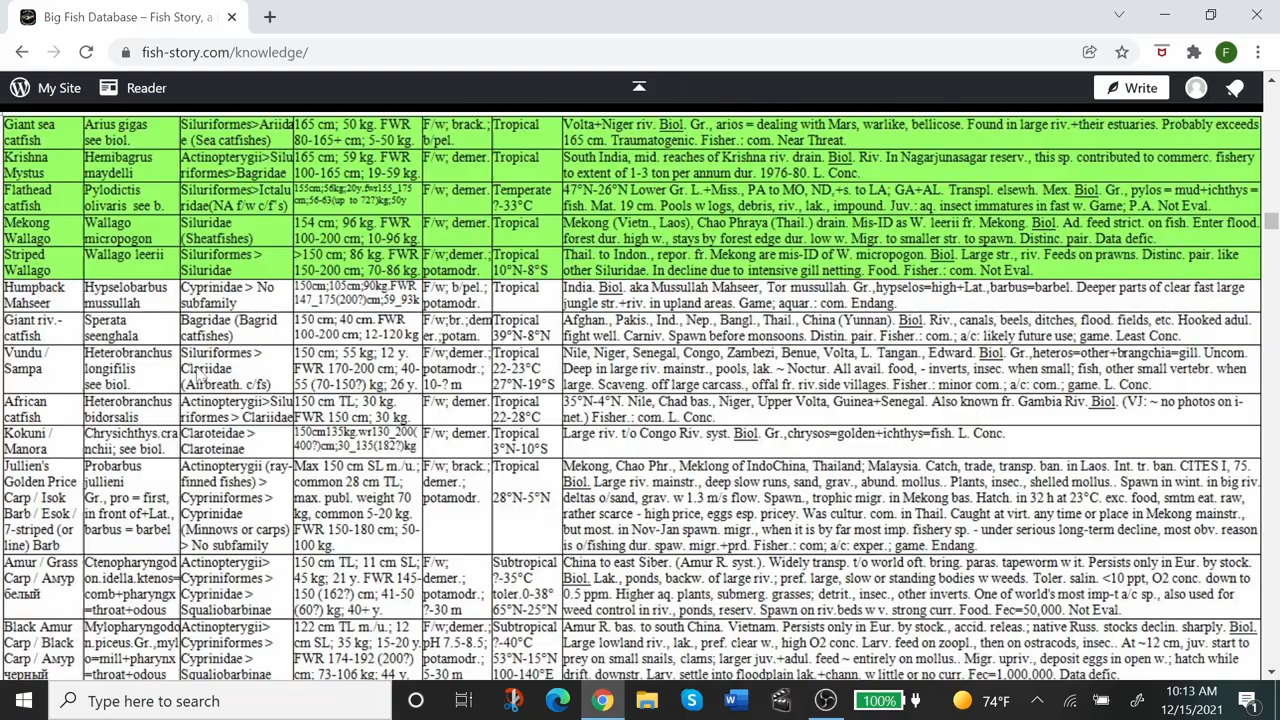 Big Fish Database – Fish Story, a
fish-story.com/knowledge/
F
My Site
Reader
Write
Giant sea catfish
Arius gigas see biol.
Siluriformes>Ariidae (Sea catfishes)
165 cm; 50 kg. FWR 80-165+ cm; 5-50 kg.
F/w; brack.; b/pel.
Tropical
Volta+Niger riv. Biol. Gr., arios = dealing with Mars, warlike, bellicose. Found in large riv.+their estuaries. Probably exceeds 165 cm. Traumatogenic. Fisher.: com. Near Threat.
Krishna Mystus
Hemibagrus maydelli
Actinopterygii>Siluriformes>Bagridae
165 cm; 59 kg. FWR 100-165 cm; 19-59 kg.
F/w; demer.
Tropical
South India, mid. reaches of Krishna riv. drain. Biol. Riv. In Nagarjunasagar reserv., this sp. contributed to commerc. fishery to extent of 1-3 ton per annum dur. 1976-80. L. Conc.
Flathead catfish
Pylodictis olivaris see b.
Siluriformes>Ictaluridae(NA f/w c/f's)
F/w; demer.
Temperate ?-33°C
47°N-26°N Lower Gr. L.+Miss., PA to MO, ND,+s. to LA; GA+AL. Transpl. elsewh. Mex. Biol. Gr., pylos = mud+ichthys = fish. Mat. 19 cm. Pools w logs, debris, riv., lak., impound. Juv.: aq. insect immatures in fast w. Game; P.A. Not Eval.
Mekong Wallago
Wallago micropogon
Siluridae (Sheatfishes)
154 cm; 96 kg. FWR 100-200 cm; 10-96 kg.
F/w; demer.
Tropical
Mekong (Vietn., Laos), Chao Phraya (Thail.) drain. Mis-ID as W. leerii fr. Mekong. Biol. Ad. feed strict. on fish. Enter flood. forest dur. high w., stays by forest edge dur. low w. Migr. to smaller str. to spawn. Distinc. pair. Data defic.
Striped Wallago
Wallago leerii
Siluriformes > Siluridae
>150 cm; 86 kg. FWR 150-200 cm; 70-86 kg.
F/w; demer.; potamodr.
Tropical 10°N-8°S
Thail. to Indon., repor. fr. Mekong are mis-ID of W. micropogon. Biol. Large str., riv. Feeds on prawns. Distinc. pair. like other Siluridae. In decline due to intensive gill netting. Food. Fisher.: com. Not Eval.
Humpback Mahseer
Hypselobarbus mussullah
Cyprinidae > No subfamily
150cm;105cm;90kg.FWR 147_175(200?)cm;59_93k
F/w; b/pel.; potamodr.
Tropical
India. Biol. aka Mussullah Mahseer, Tor mussullah. Gr.,hypselos=high+Lat.,barbus=barbel. Deeper parts of clear fast large jungle str.+riv. in upland areas. Game; aquar.: com. Endang.
Giant riv.-catfish
Sperata seenghala
Bagridae (Bagrid catfishes)
150 cm; 40 cm. FWR 100-200 cm; 12-120 kg
F/w;br.;demer.;potam.
Tropical 39°N-8°N
Afghan., Pakis., Ind., Nep., Bangl., Thail., China (Yunnan). Biol. Riv., canals, beels, ditches, flood. fields, etc. Hooked adul. fight well. Carniv. Spawn before monsoons. Distin. pair. Fisher.: com.; a/c: likely future use; game. Least Conc.
Vundu / Sampa
Heterobranchus longifilis see biol.
Siluriformes > Clariidae (Airbreath. c/fs)
150 cm; 55 kg; 12 y. FWR 170-200 cm; 40-55 (70-150?) kg; 26 y.
F/w;demer.; potamodr.; 10-? m
Tropical 22-23°C 27°N-19°S
Nile, Niger, Senegal, Congo, Zambezi, Benue, Volta, L. Tangan., Edward. Biol. Gr.,heteros=other+brangchia=gill. Uncom. Deep in large riv. mainstr., pools, lak. ~ Noctur. All avail. food, - inverts, insec. when small; fish, other small vertebr. when large. Scaveng. off large carcass., offal fr. riv.side villages. Fisher.: minor com.; a/c: com.; game. L. Conc.
African catfish
Heterobranchus bidorsalis
Actinopterygii>Siluriformes > Clariidae
150 cm TL; 30 kg. FWR 150 cm; 30 kg.
F/w; demer.
Tropical 22-28°C
35°N-4°N. Nile, Chad bas., Niger, Upper Volta, Guinea+Senegal. Also known fr. Gambia Riv. Biol. (VJ: ~ no photos on i-net.) Fisher.: com. L. Conc.
Kokuni / Manora
Chrysichthys.cranchii; see biol.
Claroteidae > Claroteinae
150cm135kg.wr130_200(400?)cm;30_135(182?)kg
F/w; demer.
Tropical 3°N-10°S
Large riv. t/o Congo Riv. syst. Biol. Gr.,chrysos=golden+ichthys=fish. L. Conc.
Jullien's Golden Price Carp / Isok Barb / Esok / 7-striped (or line) Barb
Probarbus jullieni Gr., pro = first, in front of+Lat., barbus = barbel
Actinopterygii (ray-finned fishes) > Cypriniformes > Cyprinidae (Minnows or carps) > No subfamily
Max 150 cm SL m./u.; common 28 cm TL; max. publ. weight 70 kg, common 5-20 kg. FWR 150-180 cm; 50-100 kg.
F/w; brack.; demer.; potamodr.
Tropical 28°N-5°N
Mekong, Chao Phr., Meklong of IndoChina, Thailand; Malaysia. Catch, trade, transp. ban. in Laos. Int. tr. ban. CITES I, 75. Biol. Large riv. mainstr., deep slow runs, sand, grav., abund. mollus.. Plants, insec., shelled mollus.. Spawn in wint. in big riv. deltas o/sand, grav. w 1.3 m/s flow. Spawn., trophic migr. in Mekong bas. Hatch. in 32 h at 23°C. exc. food, smtm eat. raw, rather scarce - high price, eggs esp. pricey. Was cultur. com. in Thail. Caught at virt. any time or place in Mekong mainstr., but most. in Nov-Jan spawn. migr., when it is by far most imp. fishery sp. - under serious long-term decline, most obv. reason is o/fishing dur. spaw. migr.+prd. Fisher.: com; a/c: exper.; game. Endang.
Amur / Grass Carp / Амур белый
Ctenopharyngodon.idella.ktenos=comb+pharynx=throat+odous
Actinopterygii> Cypriniformes > Cyprinidae > Squaliobarbinae
150 cm TL; 11 cm SL; 45 kg; 21 y. FWR 145-150 (162?) cm; 41-50 (60?) kg; 40+ y.
F/w; demer.; potamodr.; ?-30 m
Subtropical ?-35°C toler.0-38°C 65°N-25°N
China to east Siber. (Amur R. syst.). Widely transp. t/o world oft. bring. paras. tapeworm w it. Persists only in Eur. by stock.. Biol. Lak., ponds, backw. of large riv.; pref. large, slow or standing bodies w weeds. Toler. salin. <10 ppt, O2 conc. down to 0.5 ppm. Higher aq. plants, submerg. grasses; detrit., insec., other inverts. One of world's most imp-t a/c sp., also used for weed control in riv., ponds, reserv. Spawn on riv.beds w v. strong curr. Food. Fec=50,000. Not Eval.
Black Amur Carp / Black Carp / Амур черный
Mylopharyngodon.piceus.Gr.,mylo=mill+pharynx=throat+odous
Actinopterygii> Cypriniformes > Cyprinidae > Squaliobarbinae
122 cm TL m./u.; 12 cm SL; 35 kg; 15-20 y. FWR 174-192 (200?) cm; 73-106 kg; 44 y.
F/w; demer.; pH 7.5-8.5; potamodr.; 5-30 m
Subtropical ?-40°C 53°N-15°N 100-140°E
Amur R. bas. to south China. Vietnam. Persists only in Eur. by stock., accid. releas.; native Russ. stocks declin. sharply. Biol. Large lowland riv., lak., pref. clear w., high O2 conc. Larv. feed on zoopl., then on ostracods, insec.. At ~12 cm, juv. start to prey on small snails, clams; larger juv.+adul. feed ~ entirely on mollus.. Migr. upriv., deposit eggs in open w.; hatch while drift. downstr. Larv. settle into floodplain lak.+chann. w little or no curr. Fec=1,000,000. Data defic.
Type here to search
100%
74°F
10:13 AM
12/15/2021
1